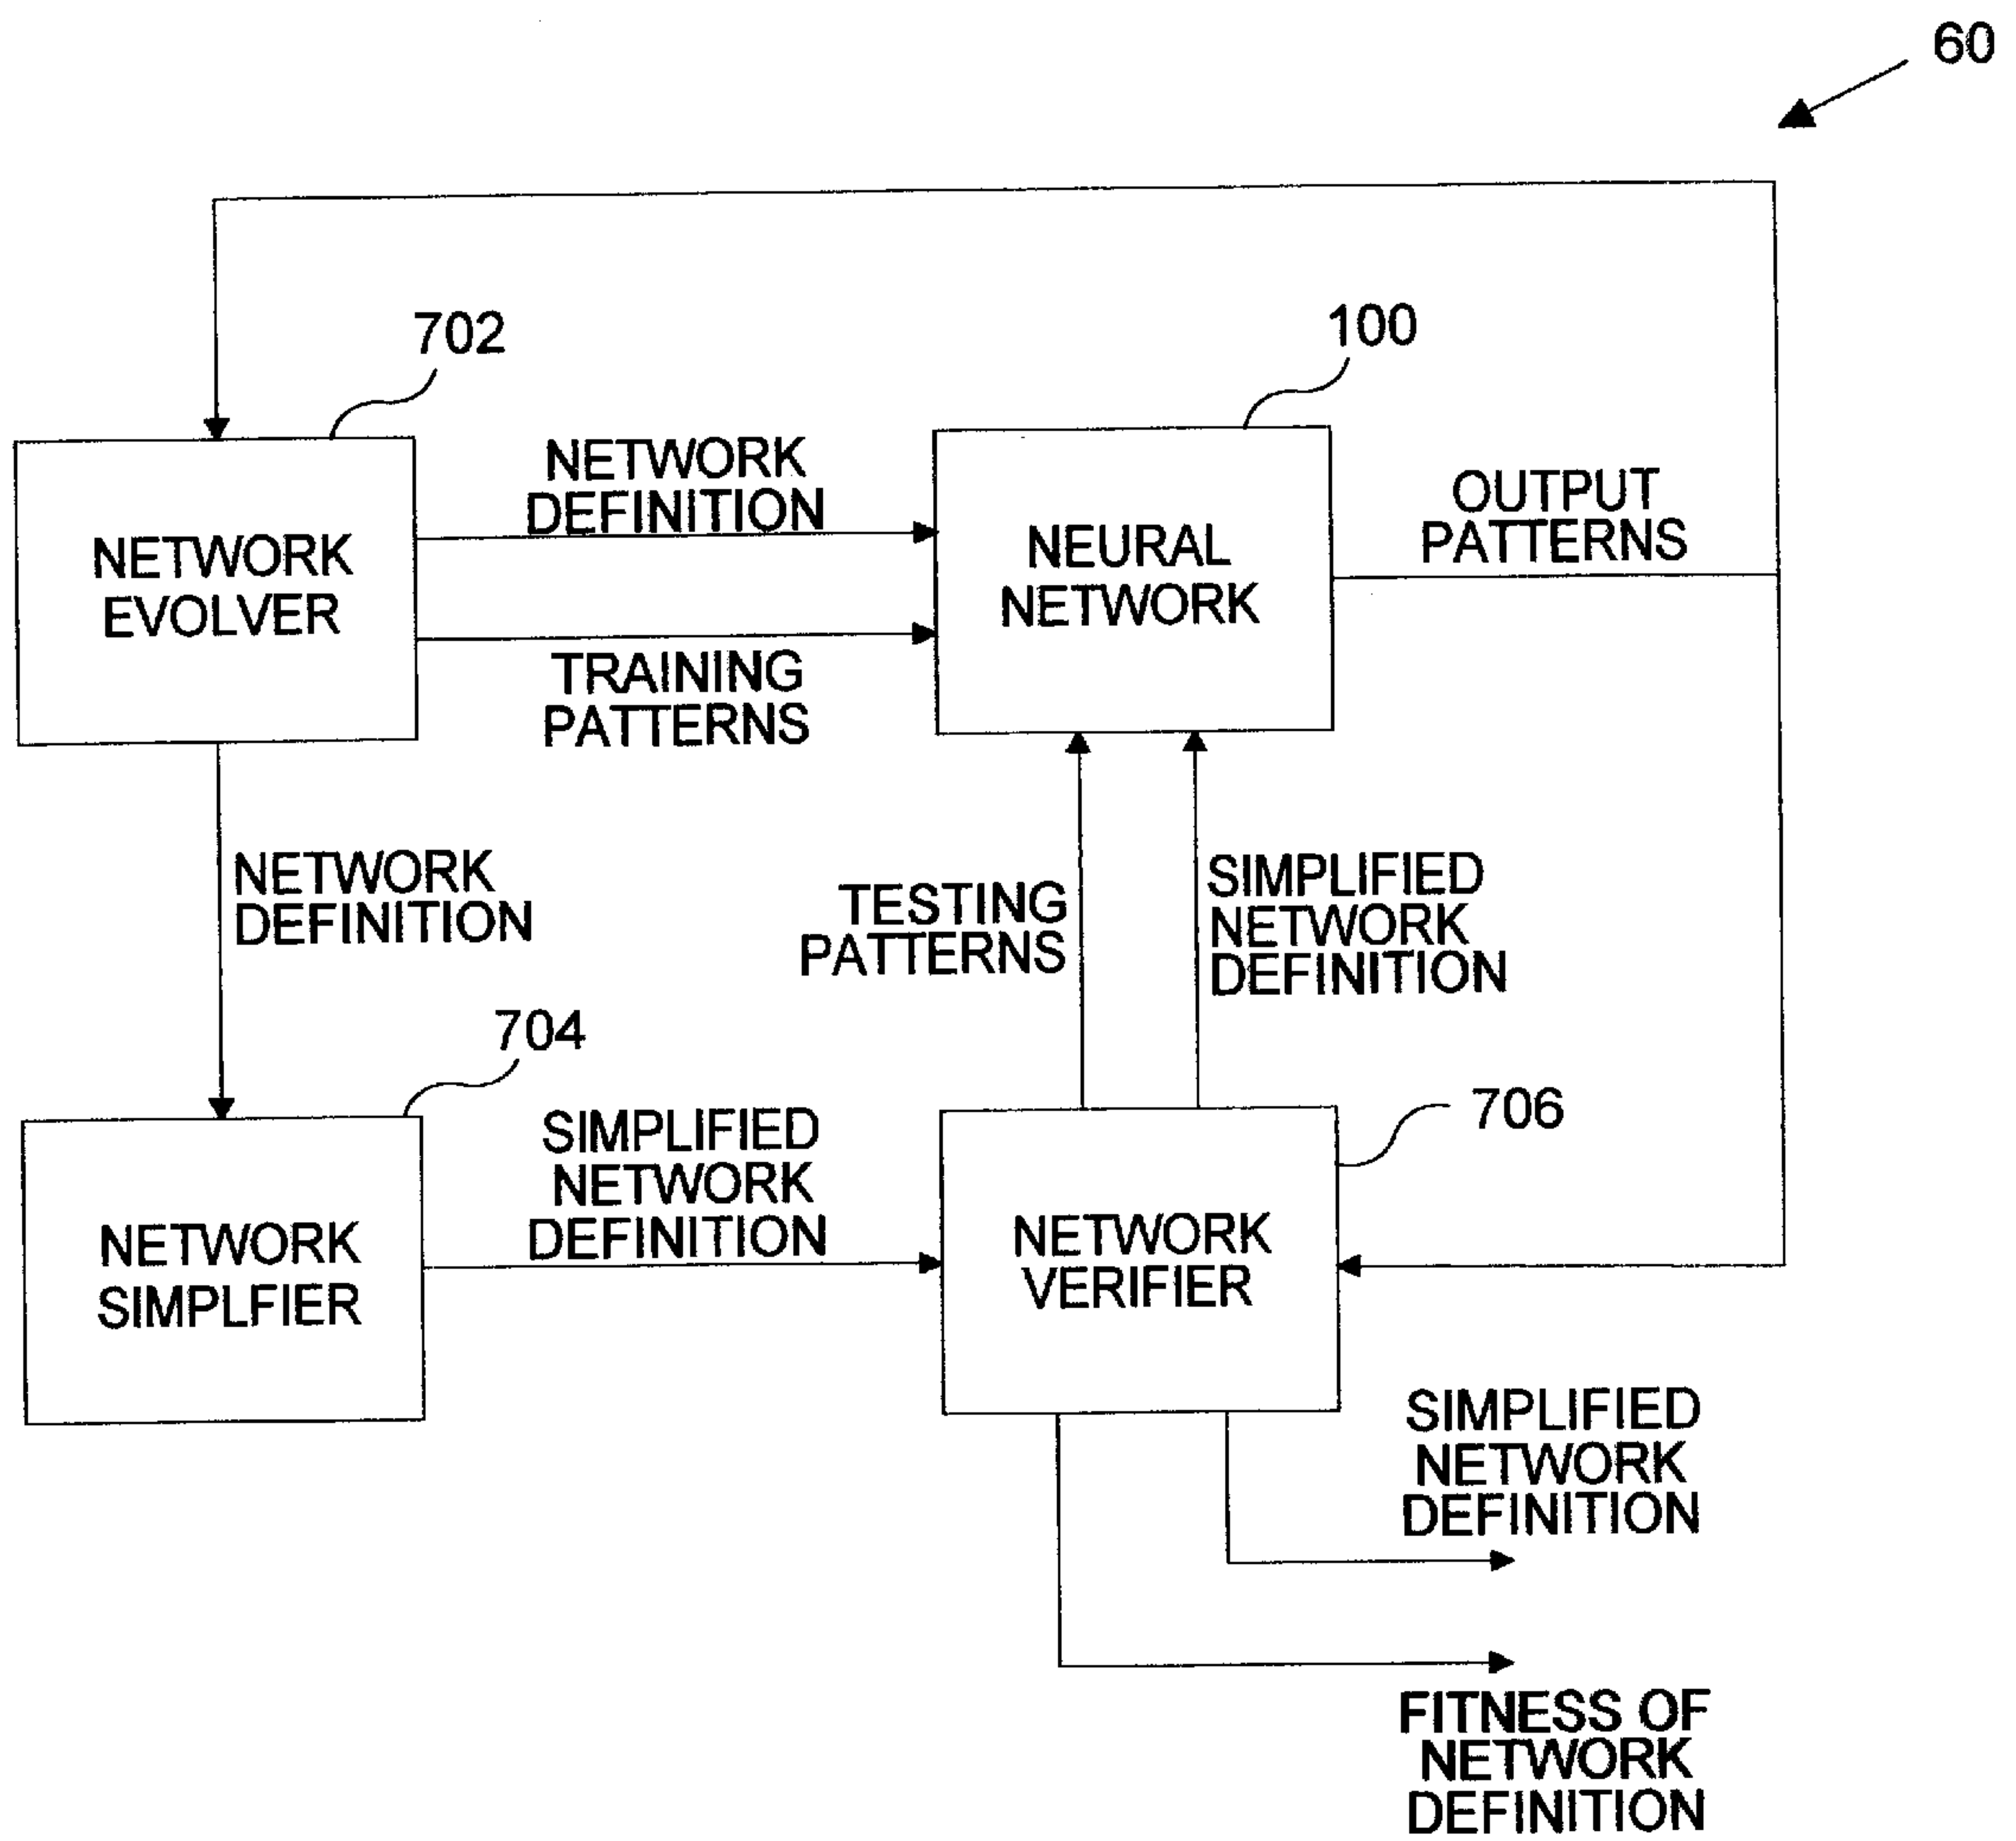 60
702
100
NETWORK
DEFINITION
OUTPUT
PATTERNS
NETWORK
EVOLVER
NEURAL
NETWORK
TRAINING
PATTERNS
NETWORK
DEFINITION
TESTING
PATTERNS
SIMPLIFIED
NETWORK
DEFINITION
704
706
SIMPLIFIED
NETWORK
DEFINITION
NETWORK
SIMPLFIER
NETWORK
VERIFIER
SIMPLIFIED
NETWORK
DEFINITION
FITNESS OF
NETWORK
DEFINITION